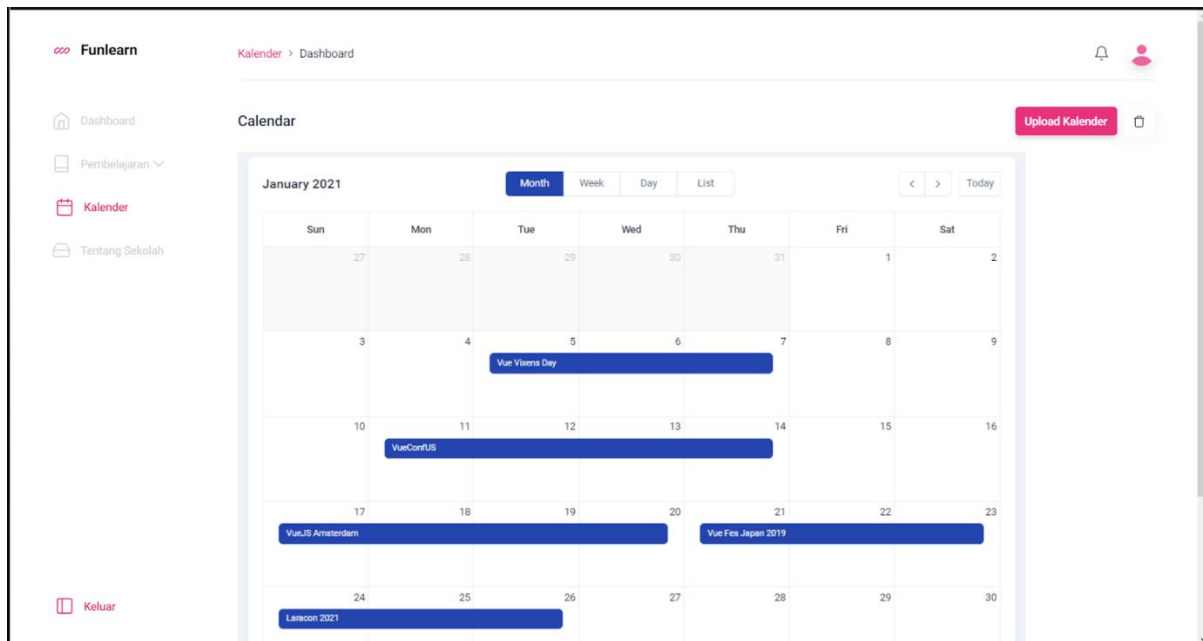 Funlearn
Kalender > Dashboard
Dashboard
Pembelajaran
Kalender
Tentang Sekolah
Keluar
Calendar
Upload Kalender
January 2021
Month Week Day List
< > Today
Sun Mon Tue Wed Thu Fri Sat
27 28 29 30 31 1 2
3 4 5 6 7 8 9
Vue Vixens Day
10 11 12 13 14 15 16
VueConfUS
17 18 19 20 21 22 23
VueJS Amsterdam Vue Fes Japan 2019
24 25 26 27 28 29 30
Laracon 2021